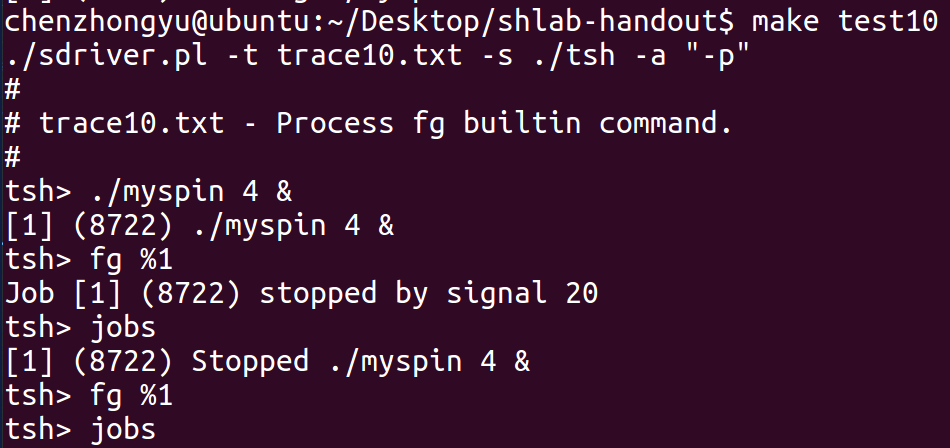 chenzhongyu@ubuntu:~/Desktop/shlab-handout$ make test10
./sdriver.pl -t trace10.txt -s ./tsh -a "-p"
#
# trace10.txt - Process fg builtin command.
#
tsh> ./myspin 4 &
[1] (8722) ./myspin 4 &
tsh> fg %1
Job [1] (8722) stopped by signal 20
tsh> jobs
[1] (8722) Stopped ./myspin 4 &
tsh> fg %1
tsh> jobs